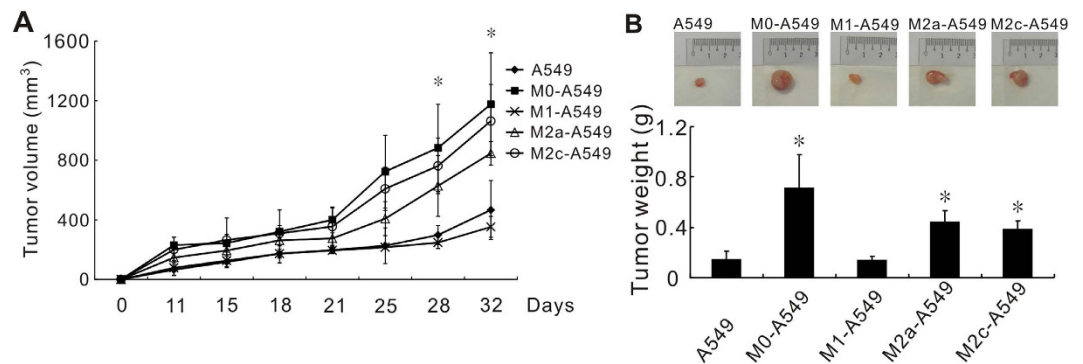 A
Tumor volume (mm³)
1600
1200
800
400
0
0 11 15 18 21 25 28 32 Days
*
*
A549
M0-A549
M1-A549
M2a-A549
M2c-A549
B
A549 M0-A549 M1-A549 M2a-A549 M2c-A549
Tumor weight (g)
1.2
0.8
0.4
0
*
*
*
A549
M0-A549
M1-A549
M2a-A549
M2c-A549